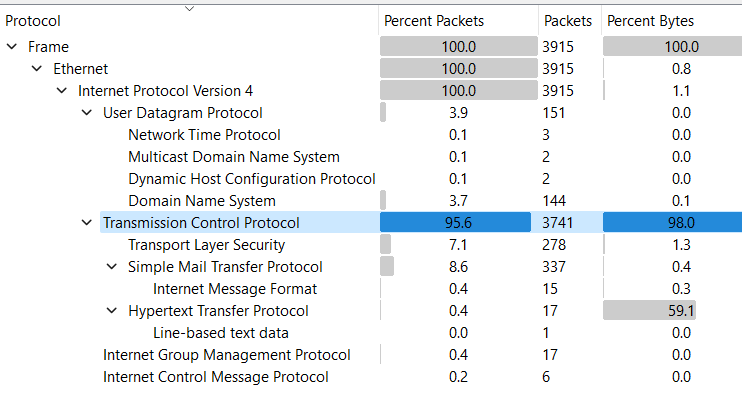 Protocol Percent Packets Packets Percent Bytes
Frame 100.0 3915 100.0
Ethernet 100.0 3915 0.8
Internet Protocol Version 4 100.0 3915 1.1
User Datagram Protocol 3.9 151 0.0
Network Time Protocol 0.1 3 0.0
Multicast Domain Name System 0.1 2 0.0
Dynamic Host Configuration Protocol 0.1 2 0.0
Domain Name System 3.7 144 0.1
Transmission Control Protocol 95.6 3741 98.0
Transport Layer Security 7.1 278 1.3
Simple Mail Transfer Protocol 8.6 337 0.4
Internet Message Format 0.4 15 0.3
Hypertext Transfer Protocol 0.4 17 59.1
Line-based text data 0.0 1 0.0
Internet Group Management Protocol 0.4 17 0.0
Internet Control Message Protocol 0.2 6 0.0